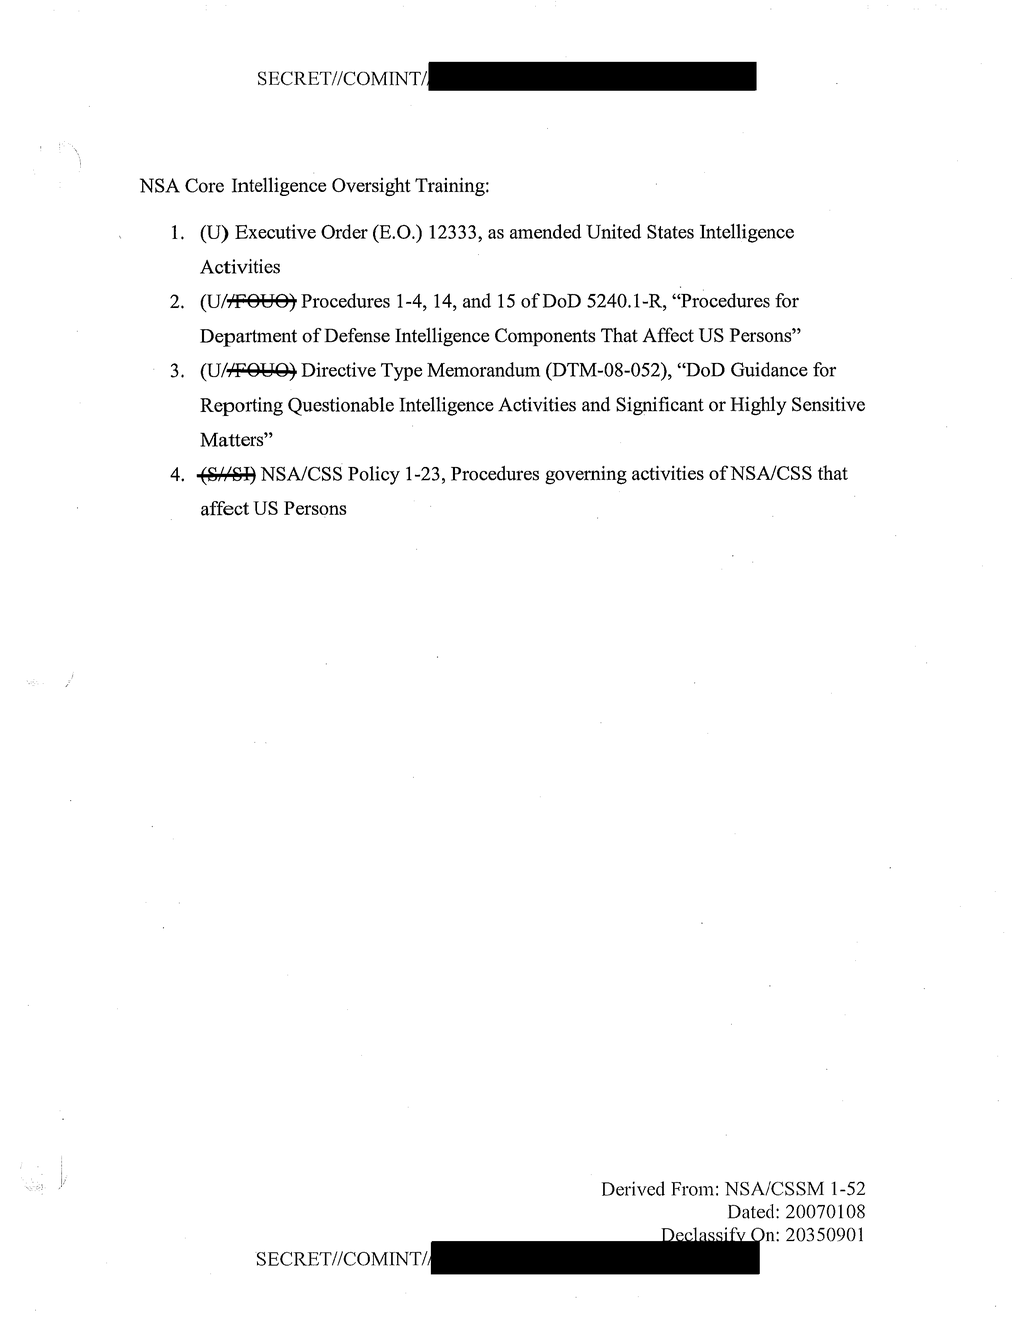 SECRET//COMINT//
NSA Core Intelligence Oversight Training:
1. (U) Executive Order (E.O.) 12333, as amended United States Intelligence
Activities
2. (U//FOUO) Procedures 1-4, 14, and 15 of DoD 5240.1-R, “Procedures for
Department of Defense Intelligence Components That Affect US Persons”
3. (U//FOUO) Directive Type Memorandum (DTM-08-052), “DoD Guidance for
Reporting Questionable Intelligence Activities and Significant or Highly Sensitive
Matters”
4. (S//SI) NSA/CSS Policy 1-23, Procedures governing activities of NSA/CSS that
affect US Persons
Derived From: NSA/CSSM 1-52
Dated: 20070108
Declassify On: 20350901
SECRET//COMINT//